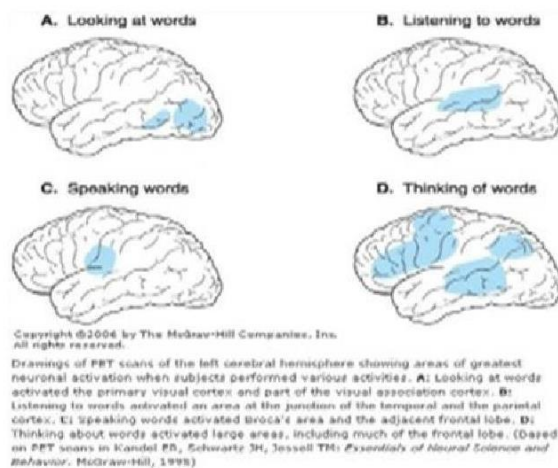 A. Looking at words
B. Listening to words
C. Speaking words
D. Thinking of words
Copyright ©2006 by The McGraw-Hill Companies, Inc.
All rights reserved.
Drawings of PET scans of the left cerebral hemisphere showing areas of greatest
neuronal activation when subjects performed various activities. A: Looking at words
activated the primary visual cortex and part of the visual association cortex. B:
Listening to words activated an area at the junction of the temporal and the parietal
cortex. C: Speaking words activated Broca's area and the adjacent frontal lobe. D:
Thinking about words activated large areas, including much of the frontal lobe. (Based
on PET scans in Kandel ER, Schwartz JH, Jessell TM: Essentials of Neural Science and
Behavior. McGraw-Hill, 1995)